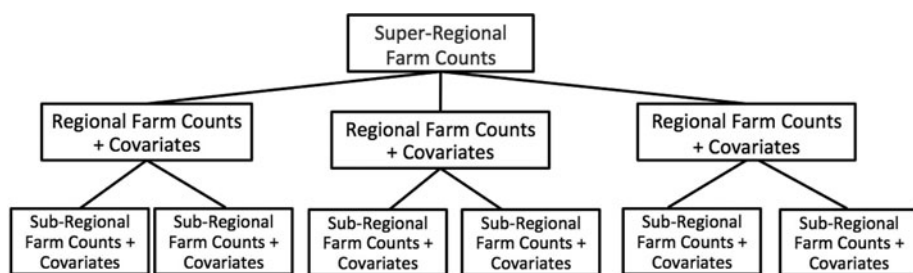 Super-Regional
Farm Counts
Regional Farm Counts
+ Covariates
Regional Farm Counts
+ Covariates
Regional Farm Counts
+ Covariates
Sub-Regional
Farm Counts +
Covariates
Sub-Regional
Farm Counts +
Covariates
Sub-Regional
Farm Counts +
Covariates
Sub-Regional
Farm Counts +
Covariates
Sub-Regional
Farm Counts +
Covariates
Sub-Regional
Farm Counts +
Covariates